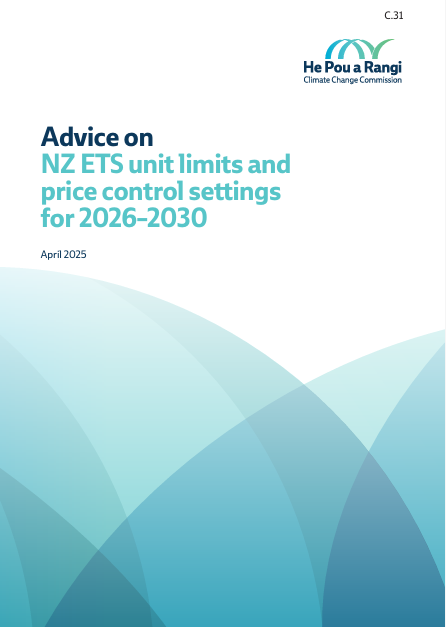 C.31
He Pou a Rangi
Climate Change Commission
Advice on
NZ ETS unit limits and
price control settings
for 2026–2030
April 2025